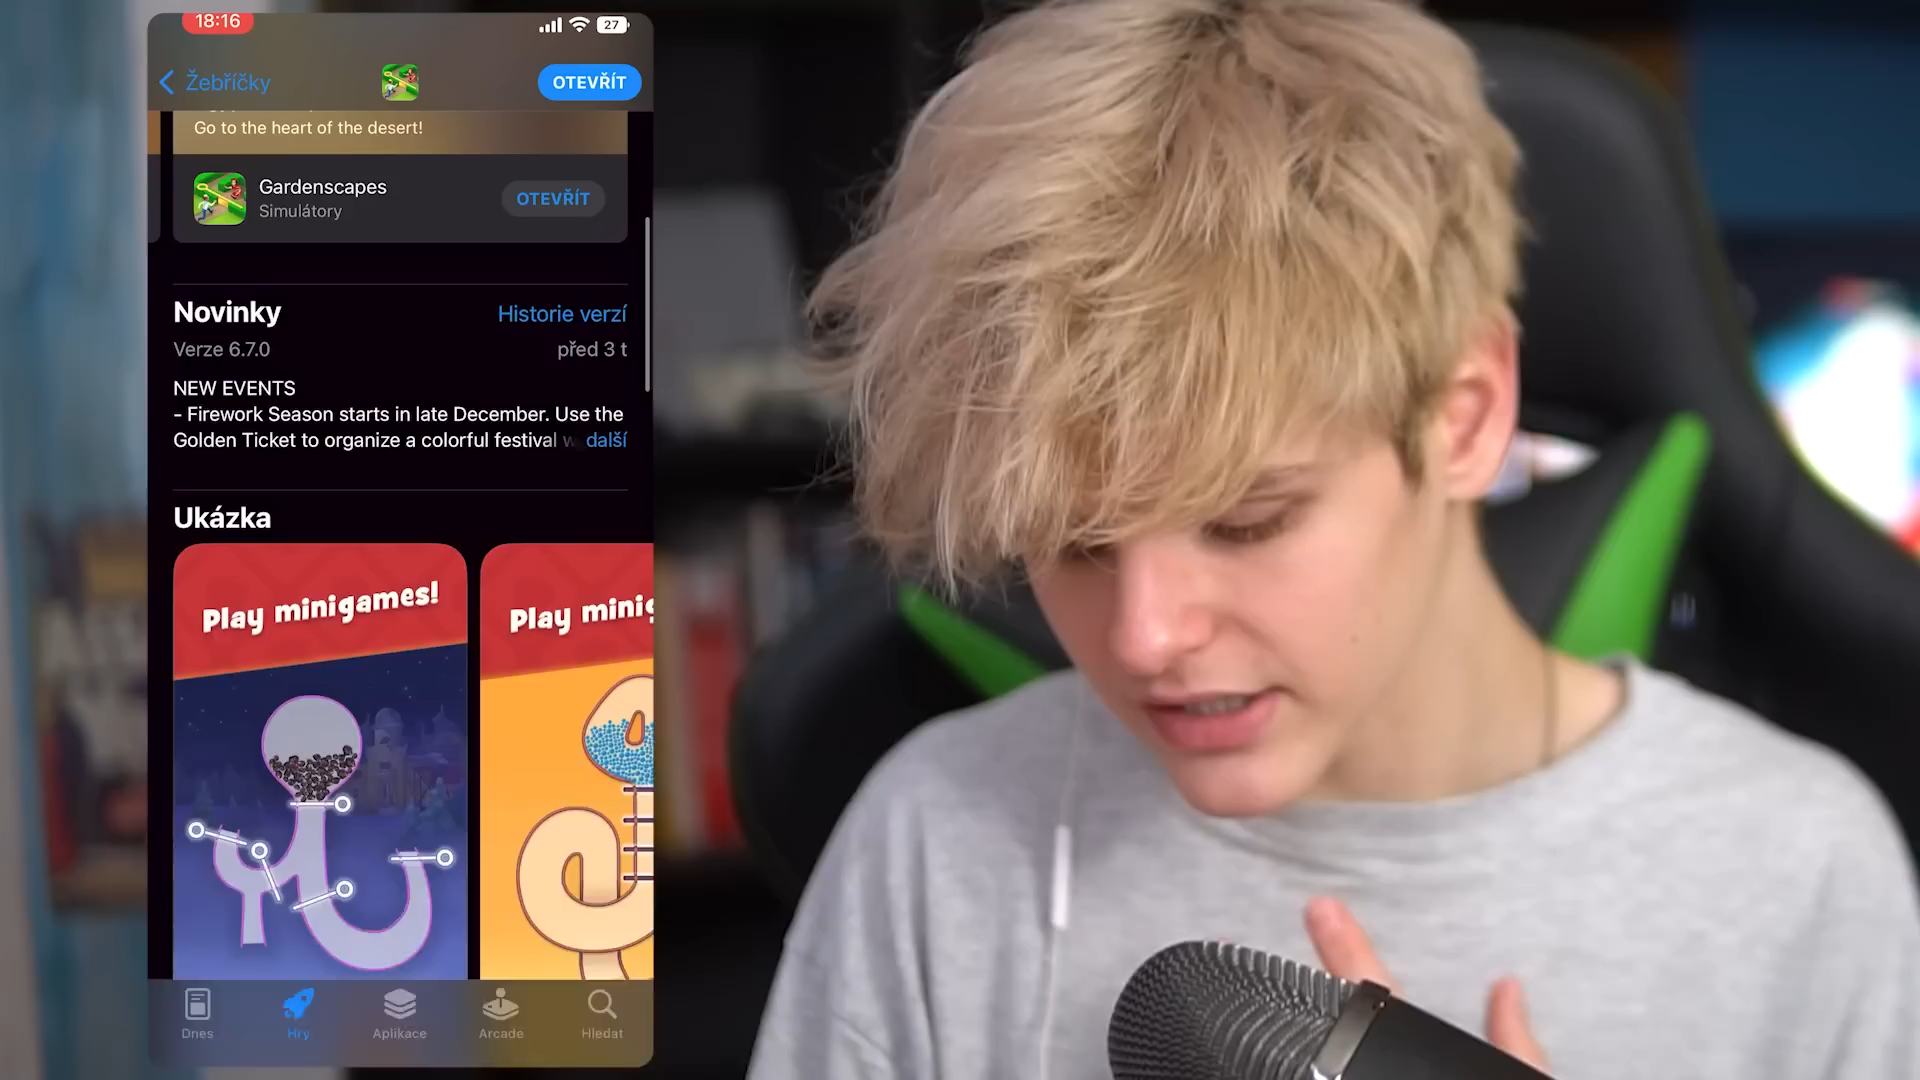 18:16
27
Žebříčky
OTEVŘÍT
Go to the heart of the desert!
Gardenscapes
Simulátory
OTEVŘÍT
Novinky
Historie verzí
Verze 6.7.0
před 3 t
NEW EVENTS
- Firework Season starts in late December. Use the
Golden Ticket to organize a colorful festival
další
Ukázka
Play minigames!
Play minig
Dnes
Hry
Aplikace
Arcade
Hledat